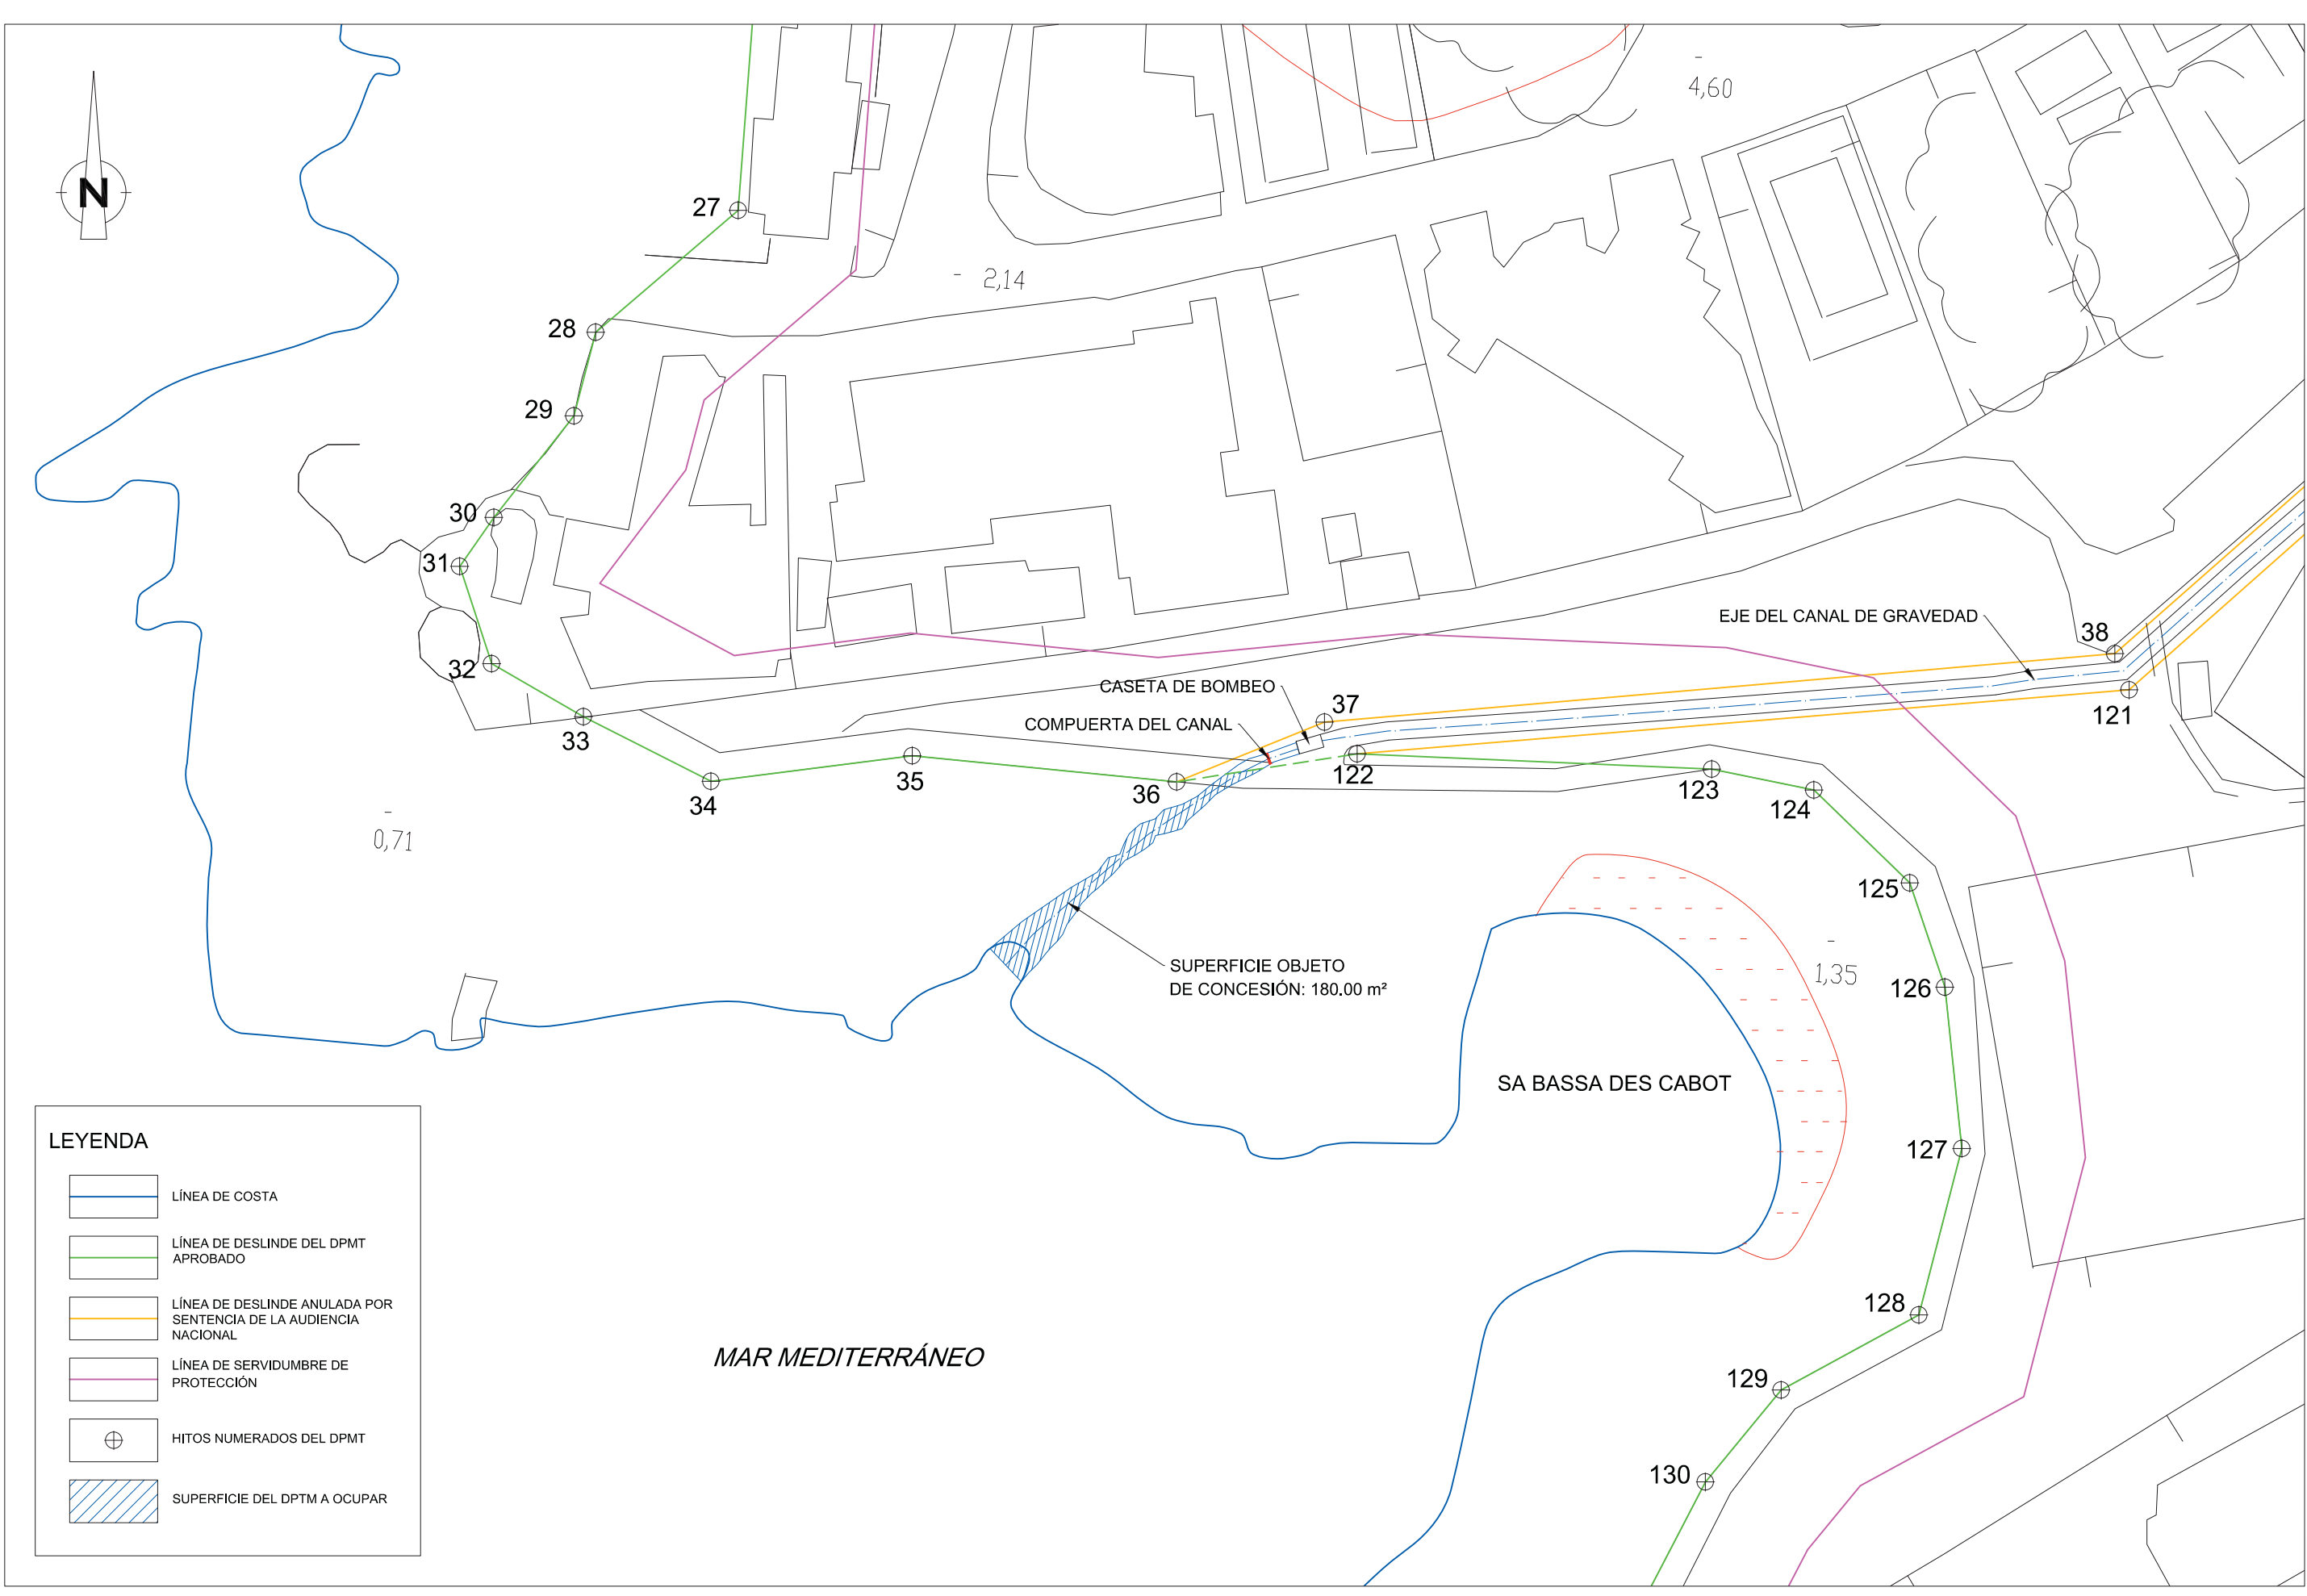 4,60
N
27
2,14
28
29
30
31
EJE DEL CANAL DE GRAVEDAD
38
32
CASETA DE BOMBEO
37
121
33
COMPUERTA DEL CANAL
34
35
36
122
123
124
0,71
125
SUPERFICIE OBJETO
DE CONCESIÓN: 180.00 m²
1,35
126
SA BASSA DES CABOT
127
128
129
130
MAR MEDITERRÁNEO
LEYENDA
LÍNEA DE COSTA
LÍNEA DE DESLINDE DEL DPMT
APROBADO
LÍNEA DE DESLINDE ANULADA POR
SENTENCIA DE LA AUDIENCIA
NACIONAL
LÍNEA DE SERVIDUMBRE DE
PROTECCIÓN
HITOS NUMERADOS DEL DPMT
SUPERFICIE DEL DPTM A OCUPAR